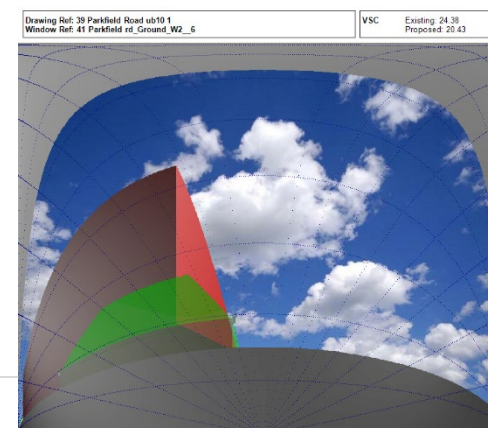 Drawing Ref: 39 Parkfield Road ub10 1
Window Ref: 41 Parkfield rd_Ground_W2__6
VSC
Existing: 24.38
Proposed: 20.43